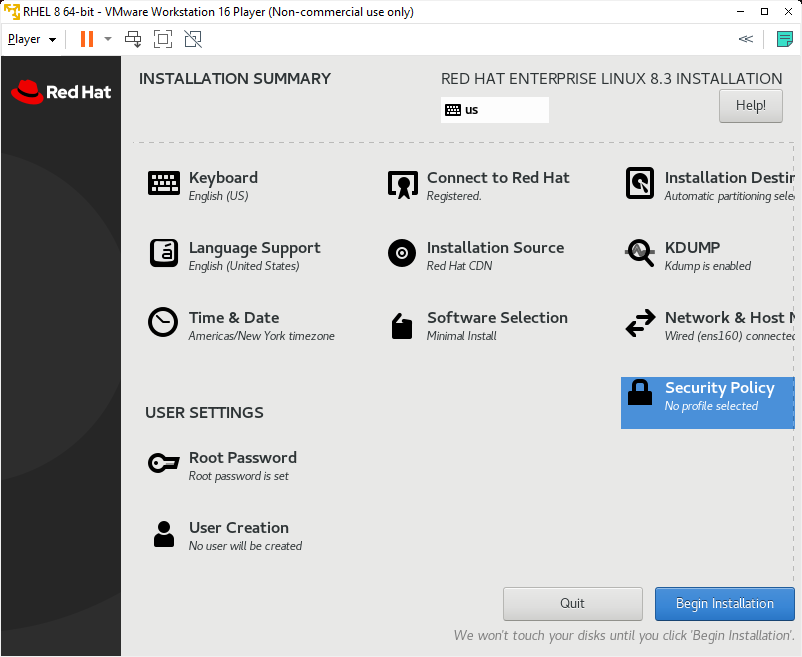 RHEL 8 64-bit - VMware Workstation 16 Player (Non-commercial use only)
Player
Red Hat
INSTALLATION SUMMARY
RED HAT ENTERPRISE LINUX 8.3 INSTALLATION
us
Help!
Keyboard
English (US)
Connect to Red Hat
Registered.
Installation Destin
Automatic partitioning sele
Language Support
English (United States)
Installation Source
Red Hat CDN
KDUMP
Kdump is enabled
Time & Date
Americas/New York timezone
Software Selection
Minimal Install
Network & Host N
Wired (ens160) connected
Security Policy
No profile selected
USER SETTINGS
Root Password
Root password is set
User Creation
No user will be created
Quit
Begin Installation
We won't touch your disks until you click 'Begin Installation'.